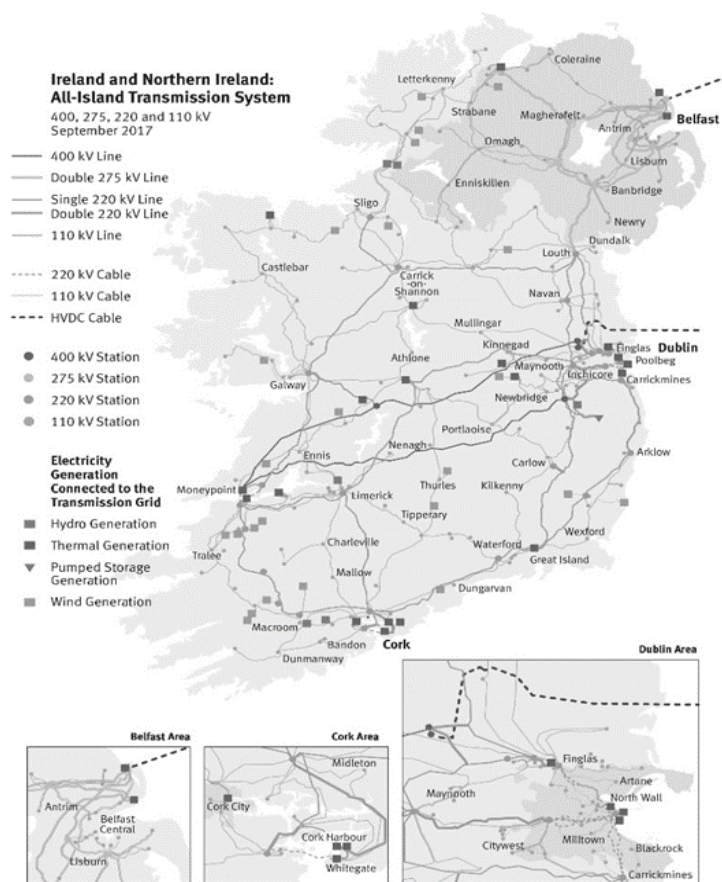 Ireland and Northern Ireland:
All-Island Transmission System
400, 275, 220 and 110 kV
September 2017
400 kV Line
Double 275 kV Line
Single 220 kV Line
Double 220 kV Line
110 kV Line
220 kV Cable
110 kV Cable
HVDC Cable
400 kV Station
275 kV Station
220 kV Station
110 kV Station
Electricity
Generation
Connected to the
Transmission Grid
Hydro Generation
Thermal Generation
Pumped Storage
Generation
Wind Generation
Coleraine
Letterkenny
Strabane
Magherafelt
Antrim
Belfast
Omagh
Lisburn
Enniskillen
Banbridge
Sligo
Newry
Dundalk
Louth
Castlebar
Carrick
-on-
Shannon
Navan
Mullingar
Kinnegad
Finglas
Dublin
Athlone
Maynooth
Poolbeg
Inchicore
Galway
Carrickmines
Newbridge
Portlaoise
Nenagh
Arklow
Ennis
Carlow
Moneypoint
Limerick
Thurles
Kilkenny
Tipperary
Wexford
Charleville
Waterford
Tralee
Great Island
Mallow
Dungarvan
Macroom
Bandon
Cork
Dunmanway
Dublin Area
Finglas
Artane
Maynooth
North Wall
Citywest
Milltown
Blackrock
Carrickmines
Belfast Area
Antrim
Belfast
Central
Lisburn
Cork Area
Midleton
Cork City
Cork Harbour
Whitegate